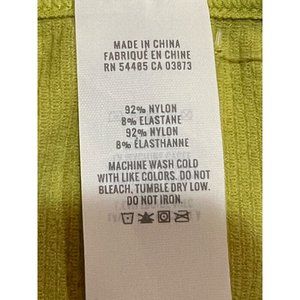 MADE IN CHINA
FABRIQUÉ EN CHINE
RN 54485 CA 03873
92% NYLON
8% ELASTANE
92% NYLON
8% ÉLASTHANNE
MACHINE WASH COLD
WITH LIKE COLORS. DO NOT
BLEACH, TUMBLE DRY LOW.
DO NOT IRON.